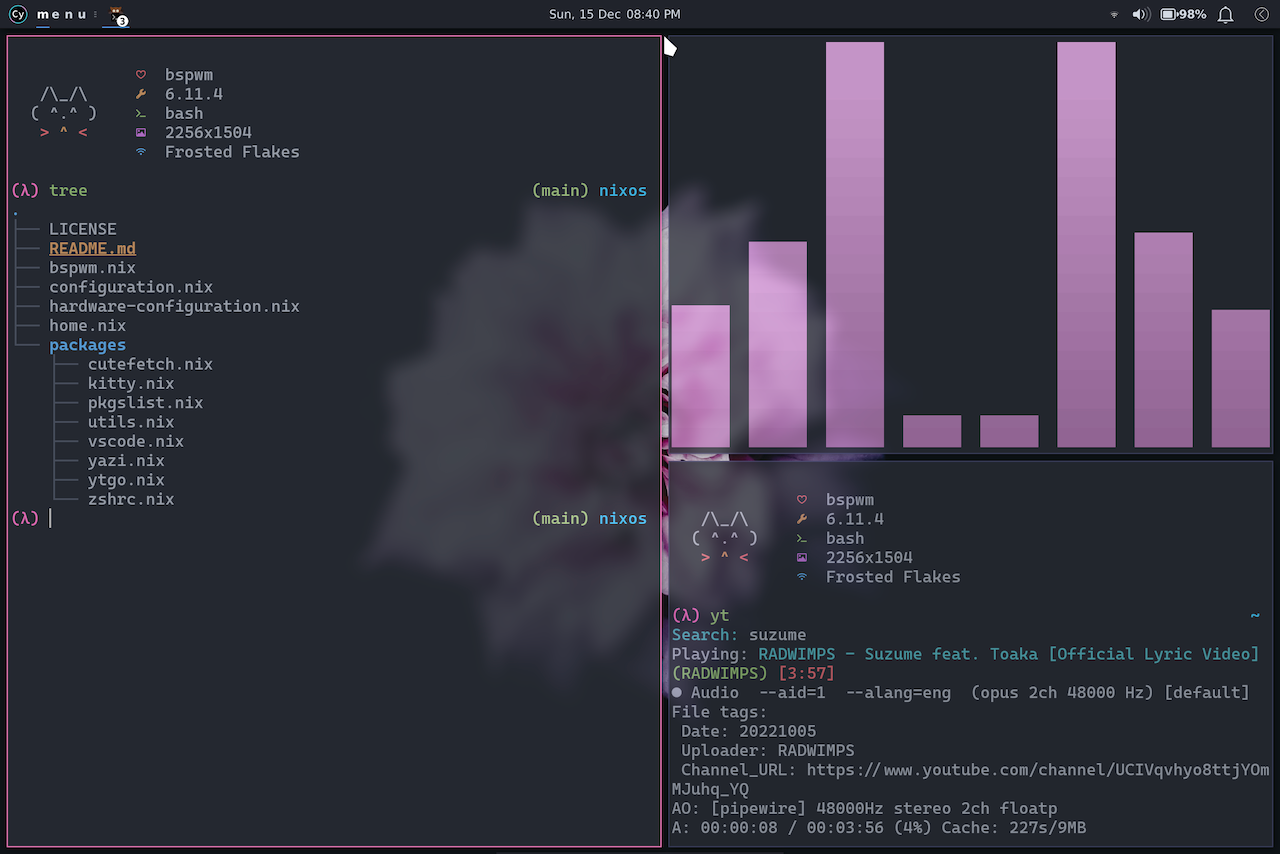 Cy menu 3 Sun, 15 Dec 08:40 PM 98%
bspwm
/\_/\ 6.11.4
( ^.^ ) bash
> ^ < 2256x1504
Frosted Flakes
(λ) tree (main) nixos
.
LICENSE
README.md
bspwm.nix
configuration.nix
hardware-configuration.nix
home.nix
packages
cutefetch.nix
kitty.nix
pkgslist.nix
utils.nix
vscode.nix
yazi.nix
ytgo.nix
zshrc.nix
(λ) (main) nixos
bspwm
/\_/\ 6.11.4
( ^.^ ) bash
> ^ < 2256x1504
Frosted Flakes
(λ) yt ~
Search: suzume
Playing: RADWIMPS - Suzume feat. Toaka [Official Lyric Video]
(RADWIMPS) [3:57]
● Audio --aid=1 --alang=eng (opus 2ch 48000 Hz) [default]
File tags:
Date: 20221005
Uploader: RADWIMPS
Channel_URL: https://www.youtube.com/channel/UCIVqvhyo8ttjYOm
MJuhq_YQ
AO: [pipewire] 48000Hz stereo 2ch floatp
A: 00:00:08 / 00:03:56 (4%) Cache: 227s/9MB